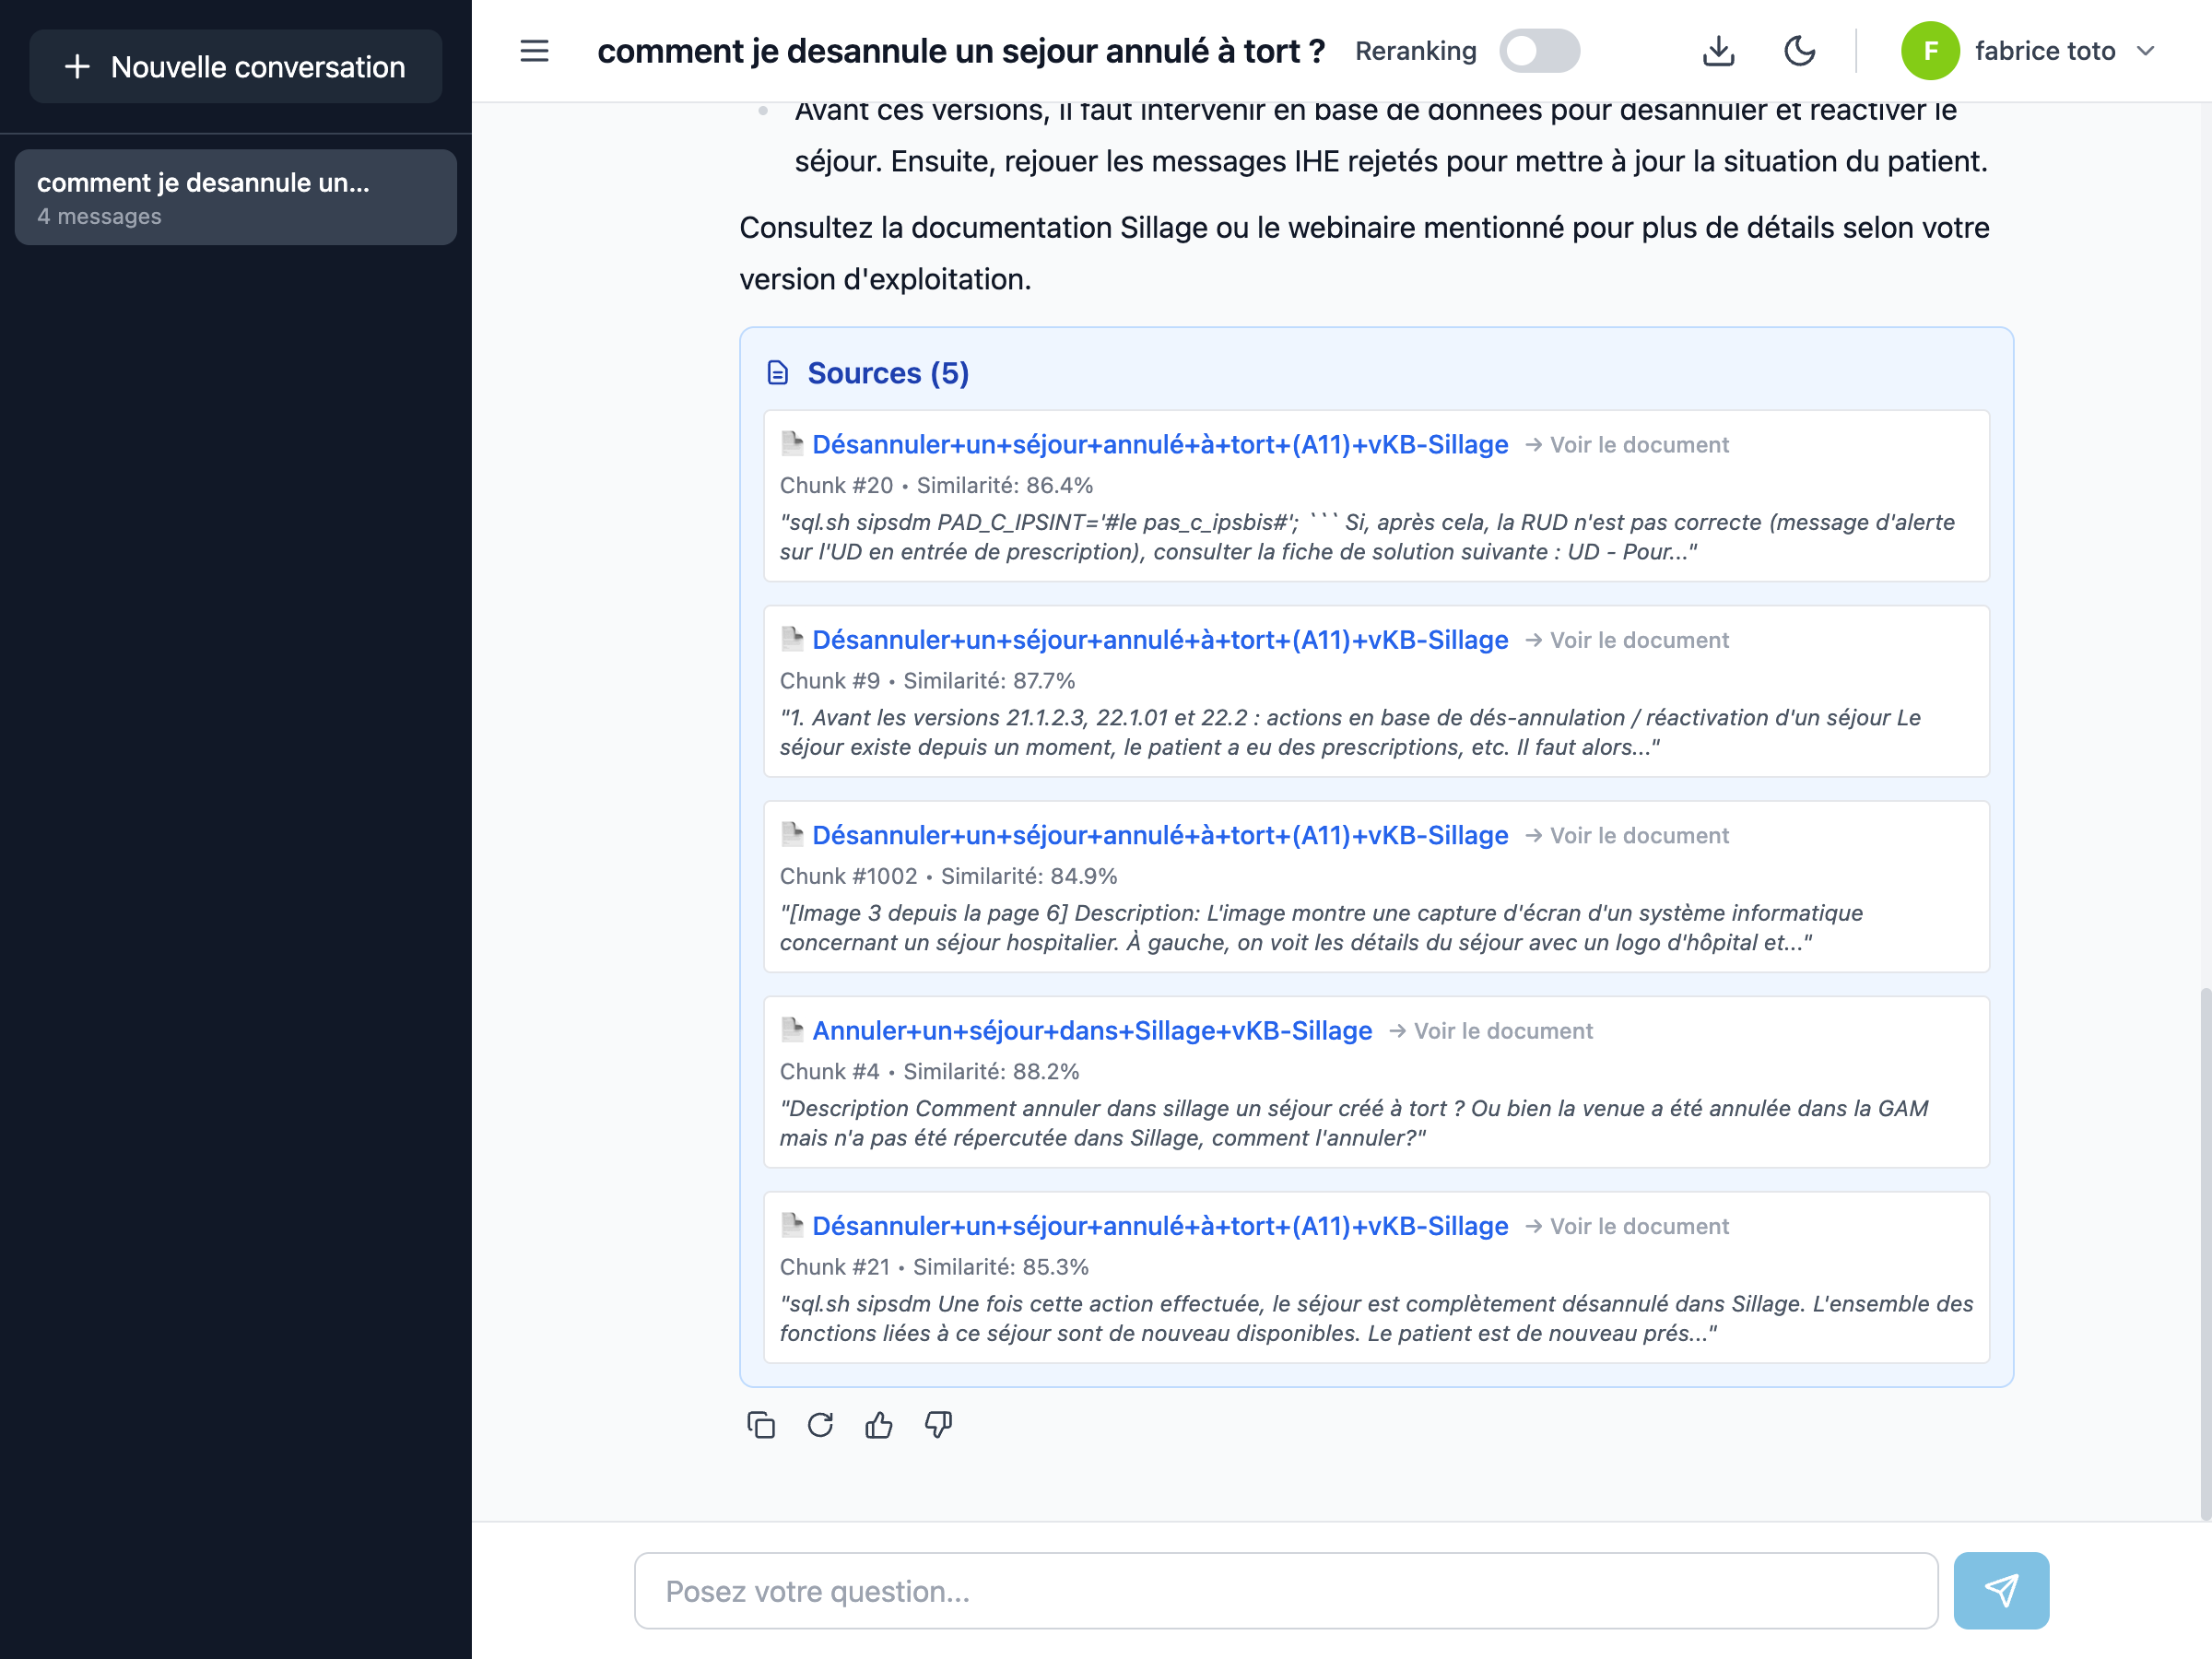 Nouvelle conversation
comment je desannule un...
4 messages
comment je desannule un sejour annulé à tort ?
Reranking
F
fabrice toto
Avant ces versions, il faut intervenir en base de données pour désannuler et réactiver le
séjour. Ensuite, rejouer les messages IHE rejetés pour mettre à jour la situation du patient.
Consultez la documentation Sillage ou le webinaire mentionné pour plus de détails selon votre
version d'exploitation.
Sources (5)
Désannuler+un+séjour+annulé+à+tort+(A11)+vKB-Sillage → Voir le document
Chunk #20 • Similarité: 86.4%
"sql.sh sipsdm PAD_C_IPSINT='#le pas_c_ipsbis#'; ``` Si, après cela, la RUD n'est pas correcte (message d'alerte
sur l'UD en entrée de prescription), consulter la fiche de solution suivante : UD - Pour..."
Désannuler+un+séjour+annulé+à+tort+(A11)+vKB-Sillage → Voir le document
Chunk #9 • Similarité: 87.7%
"1. Avant les versions 21.1.2.3, 22.1.01 et 22.2 : actions en base de dés-annulation / réactivation d'un séjour Le
séjour existe depuis un moment, le patient a eu des prescriptions, etc. Il faut alors..."
Désannuler+un+séjour+annulé+à+tort+(A11)+vKB-Sillage → Voir le document
Chunk #1002 • Similarité: 84.9%
"[Image 3 depuis la page 6] Description: L'image montre une capture d'écran d'un système informatique
concernant un séjour hospitalier. À gauche, on voit les détails du séjour avec un logo d'hôpital et..."
Annuler+un+séjour+dans+Sillage+vKB-Sillage → Voir le document
Chunk #4 • Similarité: 88.2%
"Description Comment annuler dans sillage un séjour créé à tort ? Ou bien la venue a été annulée dans la GAM
mais n'a pas été répercutée dans Sillage, comment l'annuler?"
Désannuler+un+séjour+annulé+à+tort+(A11)+vKB-Sillage → Voir le document
Chunk #21 • Similarité: 85.3%
"sql.sh sipsdm Une fois cette action effectuée, le séjour est complètement désannulé dans Sillage. L'ensemble des
fonctions liées à ce séjour sont de nouveau disponibles. Le patient est de nouveau prés..."
Posez votre question...